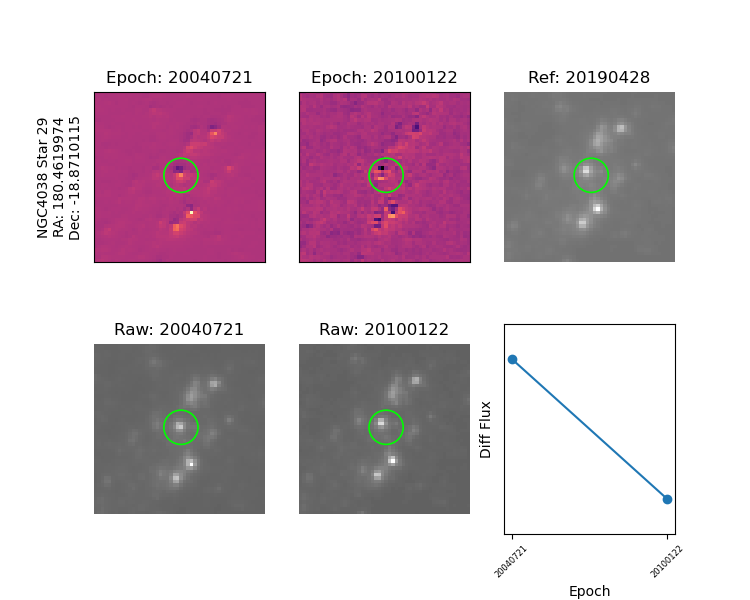 Epoch: 20040721
Epoch: 20100122
Ref: 20190428
NGC4038 Star 29
RA: 180.4619974
Dec: -18.8710115
Raw: 20040721
Raw: 20100122
Diff Flux
20040721
20100122
Epoch